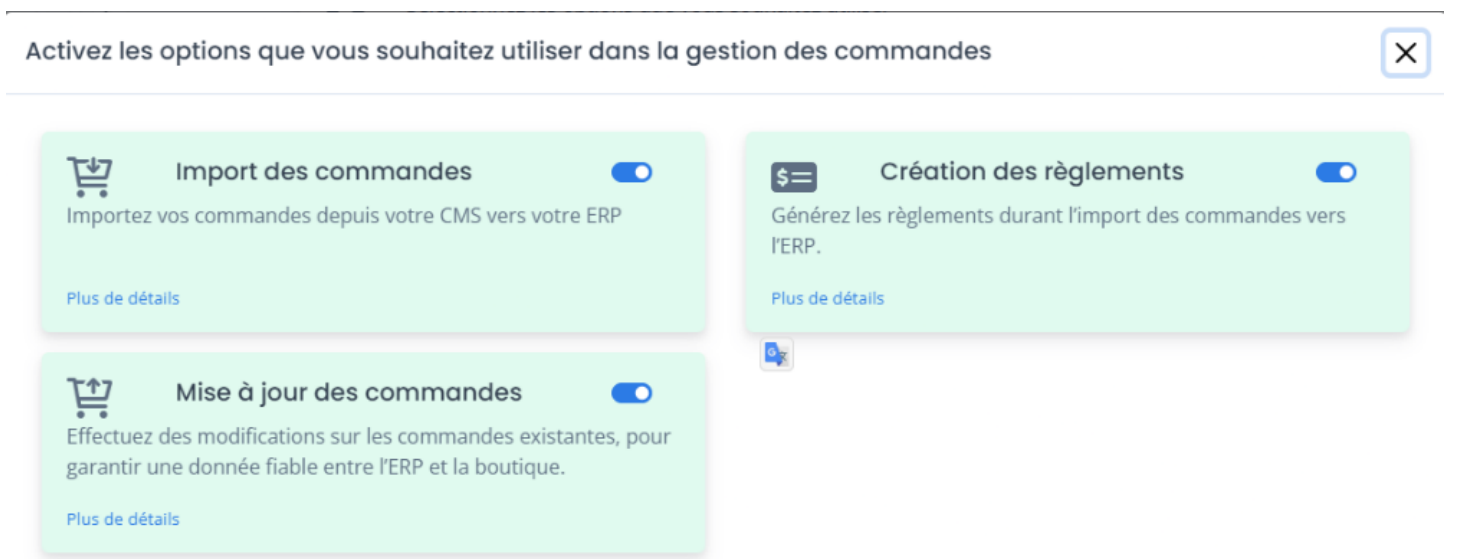 Activez les options que vous souhaitez utiliser dans la gestion des commandes
Import des commandes
Importez vos commandes depuis votre CMS vers votre ERP
Plus de détails
Création des règlements
Générez les règlements durant l'import des commandes vers
l'ERP.
Plus de détails
Mise à jour des commandes
Effectuez des modifications sur les commandes existantes, pour
garantir une donnée fiable entre l'ERP et la boutique.
Plus de détails